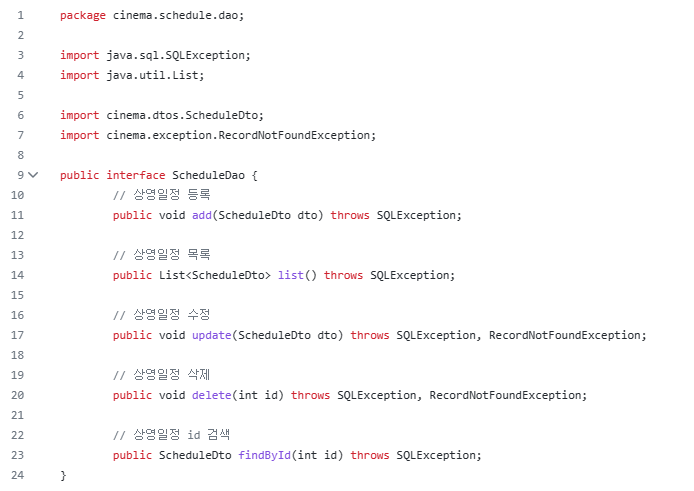 1 package cinema.schedule.dao;
2
3 import java.sql.SQLException;
4 import java.util.List;
5
6 import cinema.dtos.ScheduleDto;
7 import cinema.exception.RecordNotFoundException;
8
9 public interface ScheduleDao {
10 // 상영일정 등록
11 public void add(ScheduleDto dto) throws SQLException;
12
13 // 상영일정 목록
14 public List<ScheduleDto> list() throws SQLException;
15
16 // 상영일정 수정
17 public void update(ScheduleDto dto) throws SQLException, RecordNotFoundException;
18
19 // 상영일정 삭제
20 public void delete(int id) throws SQLException, RecordNotFoundException;
21
22 // 상영일정 id 검색
23 public ScheduleDto findById(int id) throws SQLException;
24 }